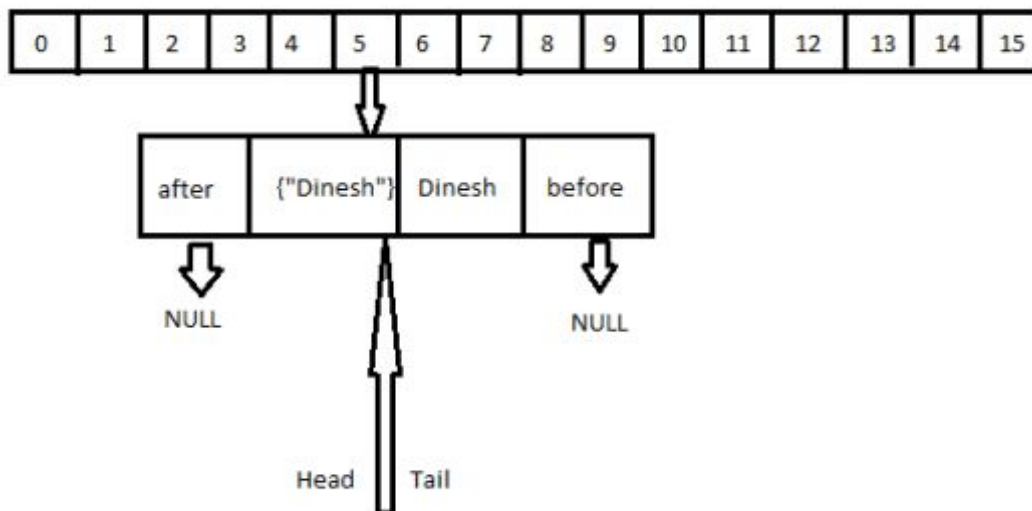 0 1 2 3 4 5 6 7 8 9 10 11 12 13 14 15
after {"Dinesh"} Dinesh before
NULL NULL
Head Tail